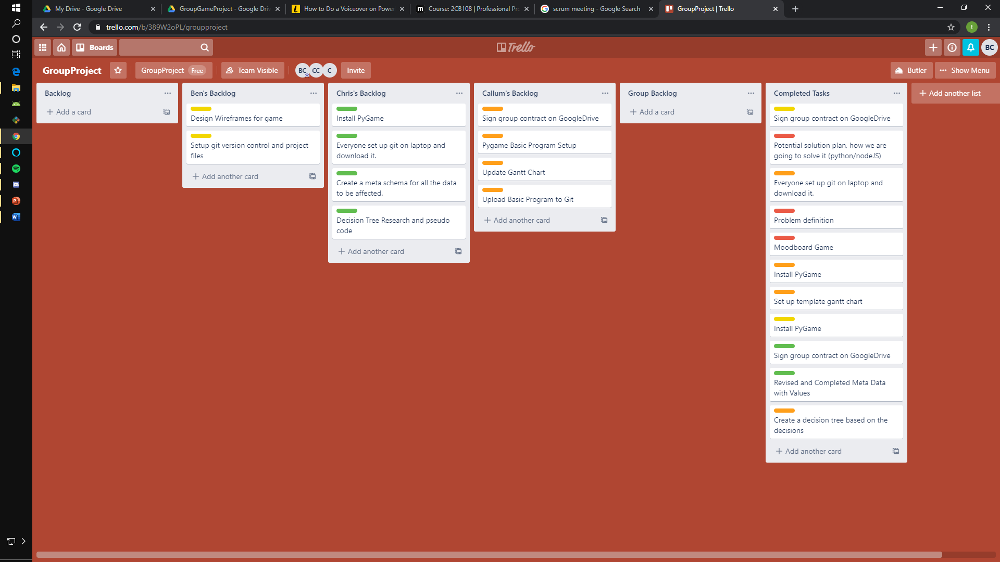 My Drive - Google Drive
GroupGameProject - Google Driv
How to Do a Voiceover on Powe
Course: 2CB108 | Professional Pro
scrum meeting - Google Search
GroupProject | Trello
trello.com/b/389W2oPL/groupproject
t
Boards
Trello
BC
GroupProject
GroupProject Free
Team Visible
BC CC C
Invite
Butler
Show Menu
Backlog
Add a card
Ben's Backlog
Design Wireframes for game
Setup git version control and project
files
Add another card
Chris's Backlog
Install PyGame
Everyone set up git on laptop and
download it.
Create a meta schema for all the data
to be affected.
Decision Tree Research and pseudo
code
Add another card
Callum's Backlog
Sign group contract on GoogleDrive
Pygame Basic Program Setup
Update Gantt Chart
Upload Basic Program to Git
Add another card
Group Backlog
Add a card
Completed Tasks
Sign group contract on GoogleDrive
Potential solution plan, how we are
going to solve it (python/nodeJS)
Everyone set up git on laptop and
download it.
Problem definition
Moodboard Game
Install PyGame
Set up template gantt chart
Install PyGame
Sign group contract on GoogleDrive
Revised and Completed Meta Data
with Values
Create a decision tree based on the
decisions
Add another card
Add another list